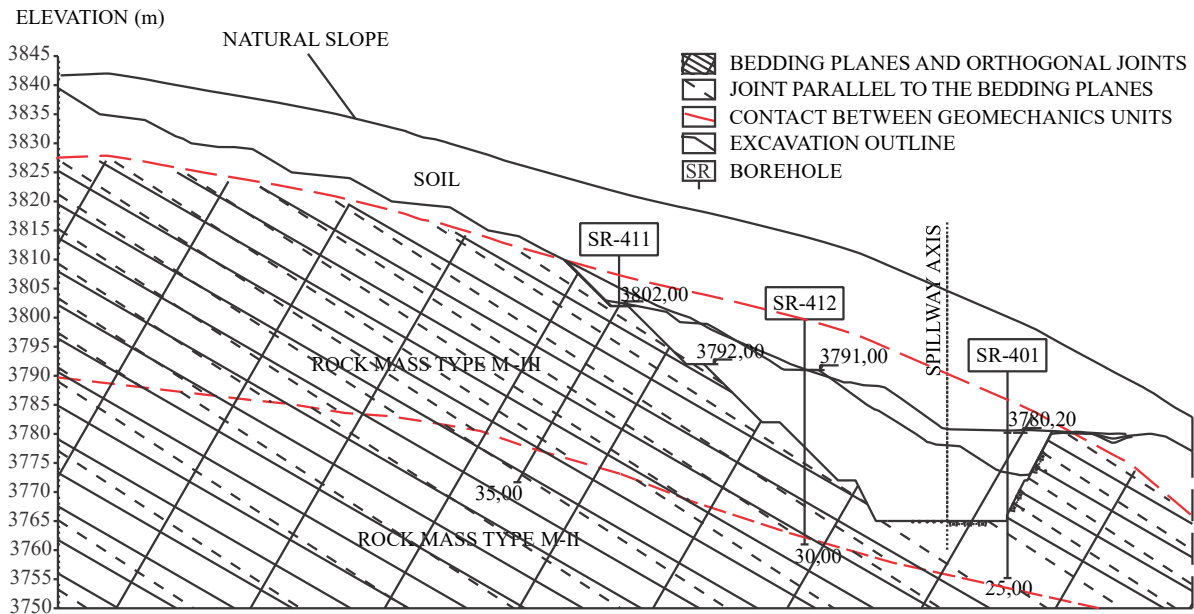 ELEVATION (m)
NATURAL SLOPE
3845
3840
3835
3830
3825
3820
3815
3810
3805
3800
3795
3790
3785
3780
3775
3770
3765
3760
3755
3750
BEDDING PLANES AND ORTHOGONAL JOINTS
JOINT PARALLEL TO THE BEDDING PLANES
CONTACT BETWEEN GEOMECHANICS UNITS
EXCAVATION OUTLINE
SR BOREHOLE
SOIL
SR-411
3802,00
SR-412
SPILLWAY AXIS
SR-401
3792,00
3791,00
ROCK MASS TYPE M-III
3780,20
35,00
ROCK MASS TYPE M-II
30,00
25,00